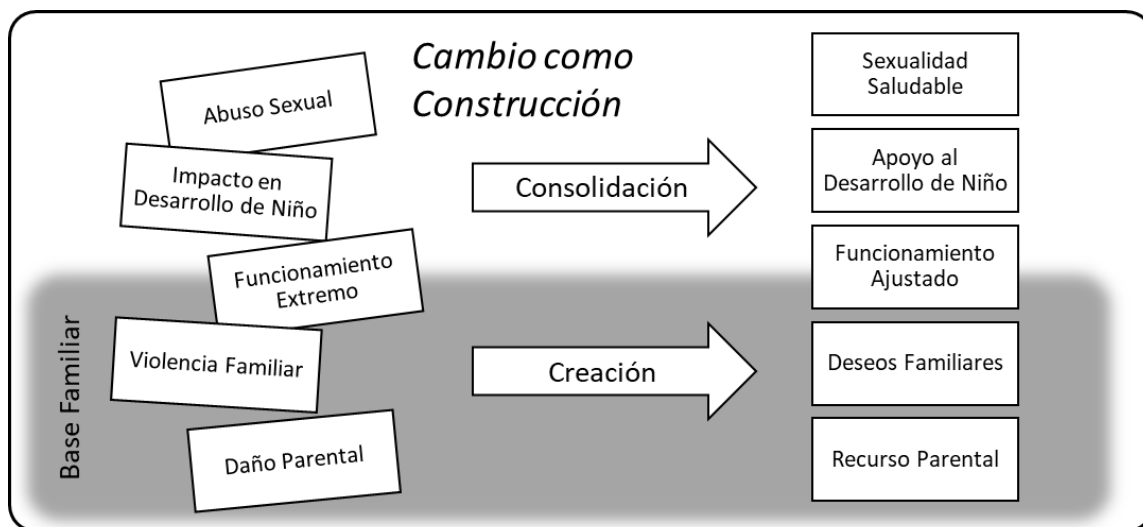 Cambio como
Construcción
Abuso Sexual
Impacto en
Desarrollo de Niño
Funcionamiento
Extremo
Violencia Familiar
Daño Parental
Base Familiar
Consolidación
Creación
Sexualidad
Saludable
Apoyo al
Desarrollo de Niño
Funcionamiento
Ajustado
Deseos Familiares
Recurso Parental